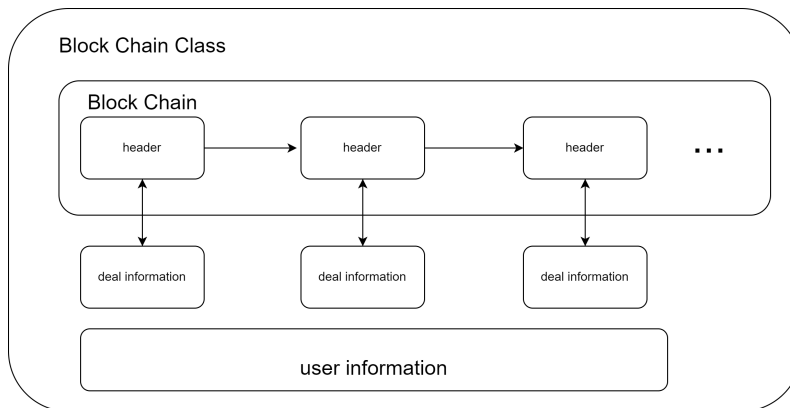 Block Chain Class
Block Chain
header
header
header
...
deal information
deal information
deal information
user information